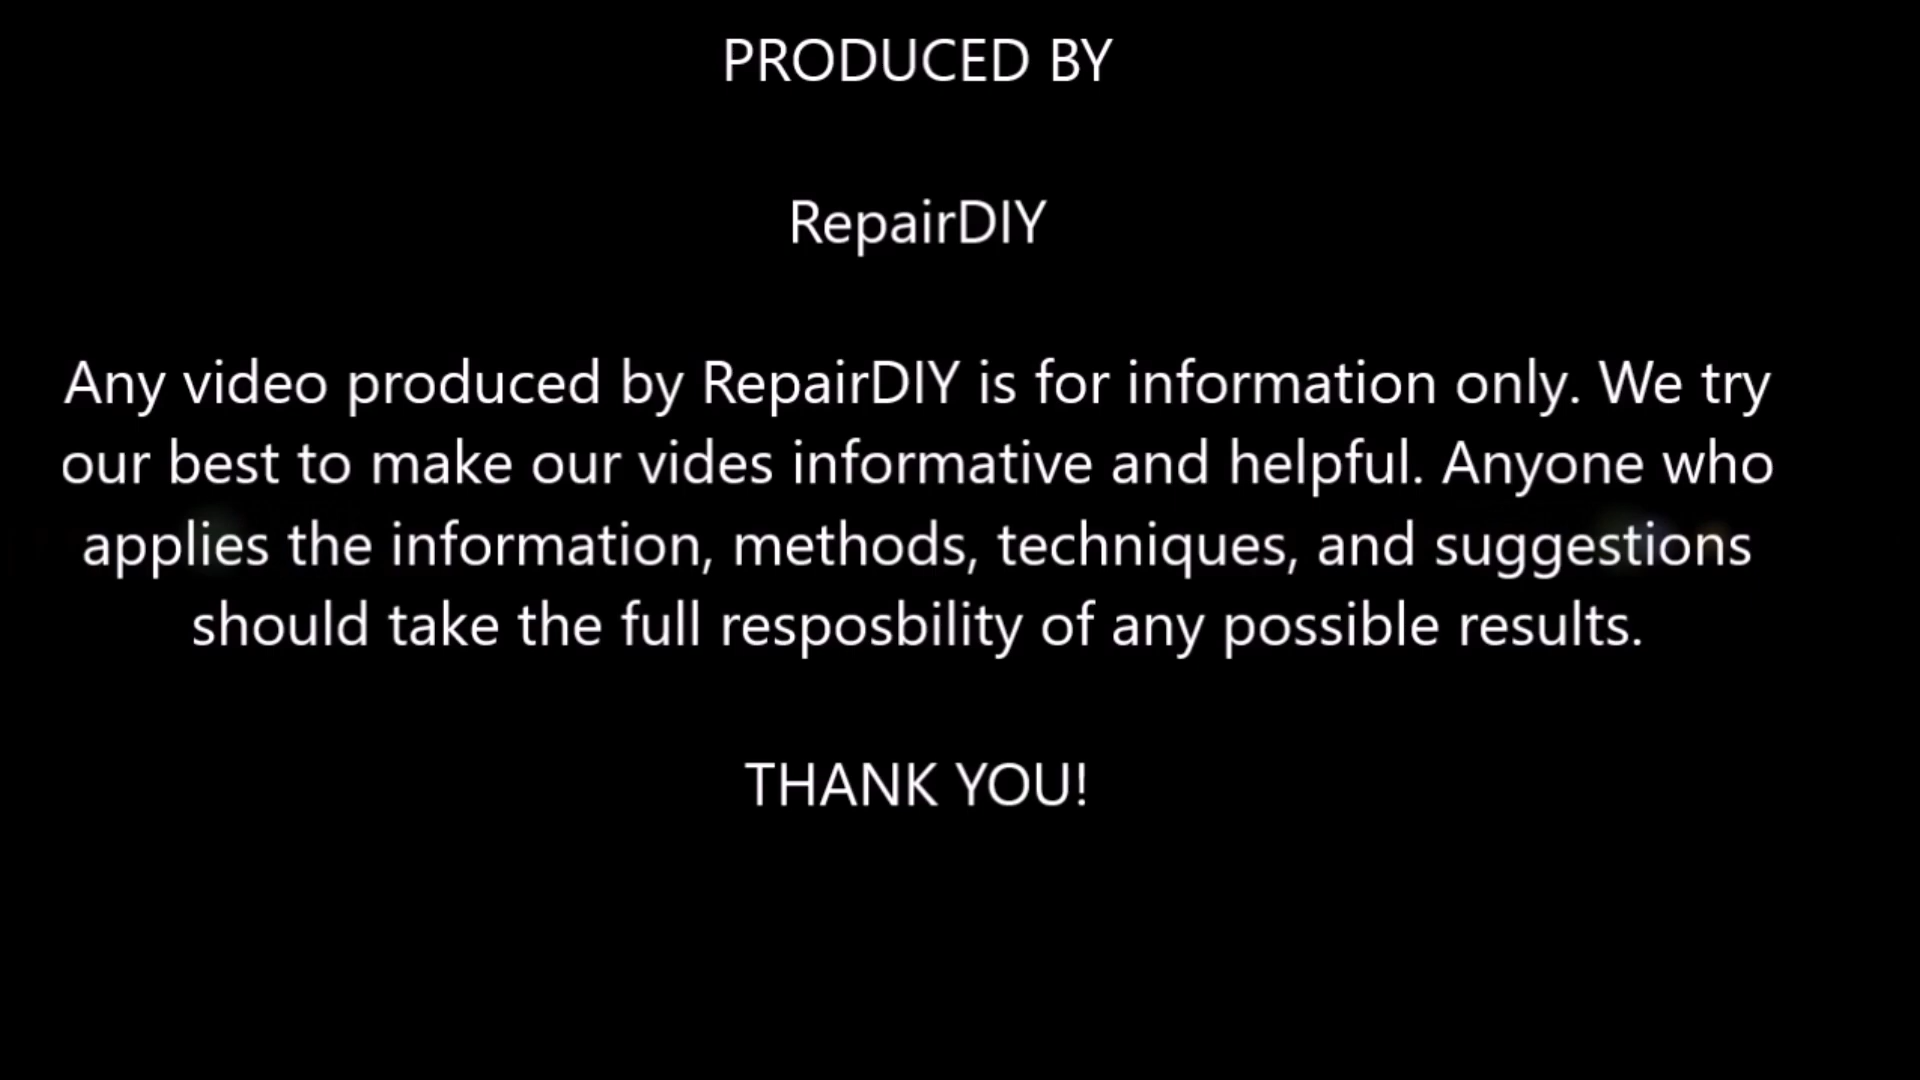 PRODUCED BY
RepairDIY
Any video produced by RepairDIY is for information only. We try
our best to make our vides informative and helpful. Anyone who
applies the information, methods, techniques, and suggestions
should take the full resposbility of any possible results.
THANK YOU!